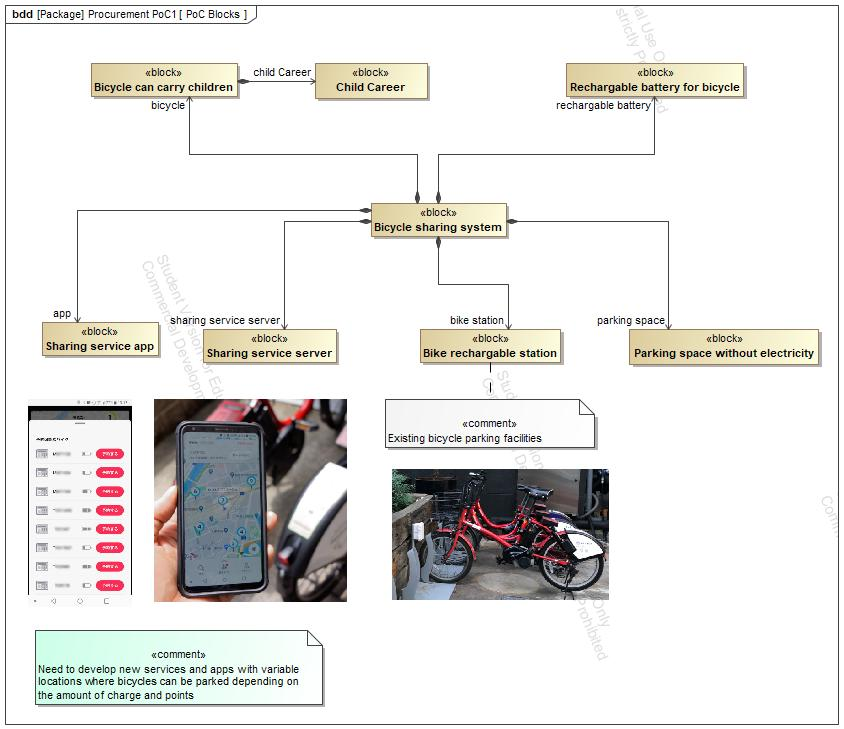 bdd [Package] Procurement PoC1 [ PoC Blocks ]
«block»
Bicycle can carry children
child Career
«block»
Child Career
«block»
Rechargable battery for bicycle
bicycle
rechargable battery
«block»
Bicycle sharing system
app
sharing service server
bike station
parking space
«block»
Sharing service app
«block»
Sharing service server
«block»
Bike rechargable station
«block»
Parking space without electricity
«comment»
Existing bicycle parking facilities
«comment»
Need to develop new services and apps with variable
locations where bicycles can be parked depending on
the amount of charge and points